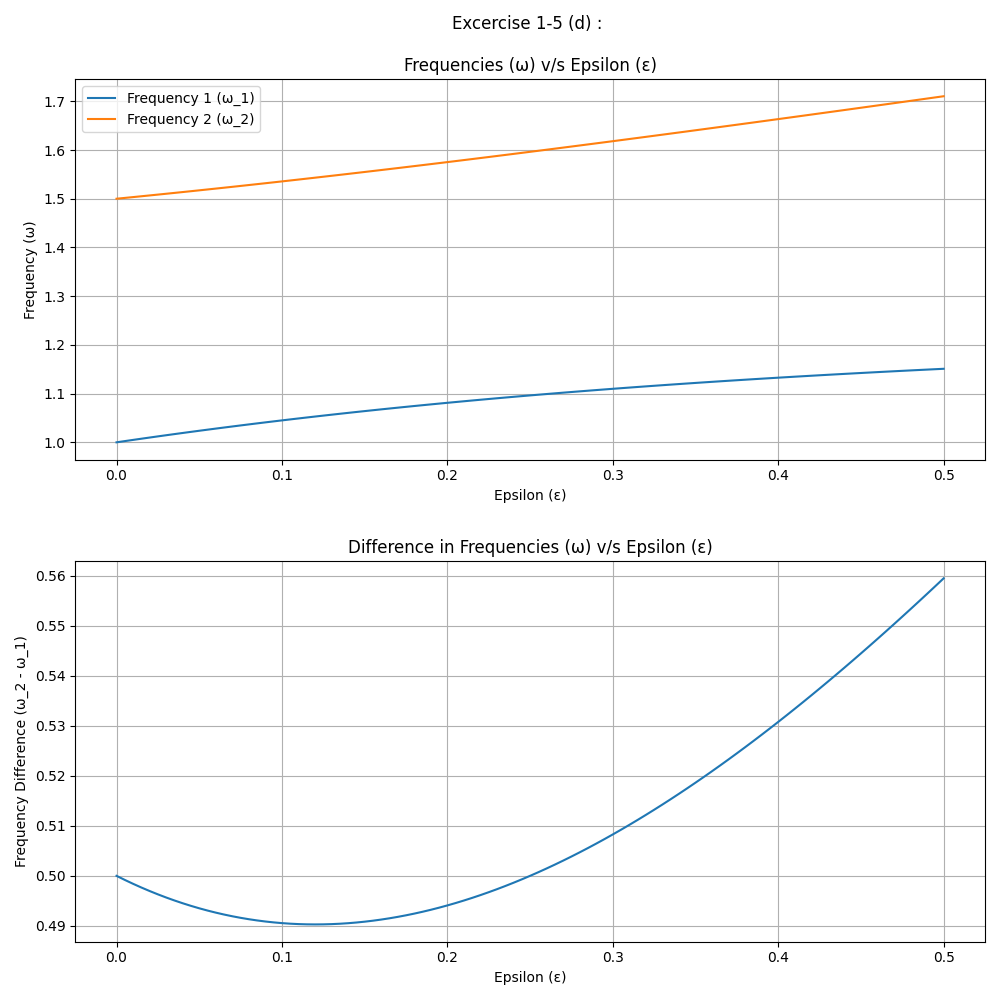 Excercise 1-5 (d) :
Frequencies (ω) v/s Epsilon (ε)
Frequency 1 (ω_1)
Frequency 2 (ω_2)
Frequency (ω)
1.7
1.6
1.5
1.4
1.3
1.2
1.1
1.0
0.0 0.1 0.2 0.3 0.4 0.5
Epsilon (ε)
Difference in Frequencies (ω) v/s Epsilon (ε)
Frequency Difference (ω_2 - ω_1)
0.56
0.55
0.54
0.53
0.52
0.51
0.50
0.49
0.0 0.1 0.2 0.3 0.4 0.5
Epsilon (ε)